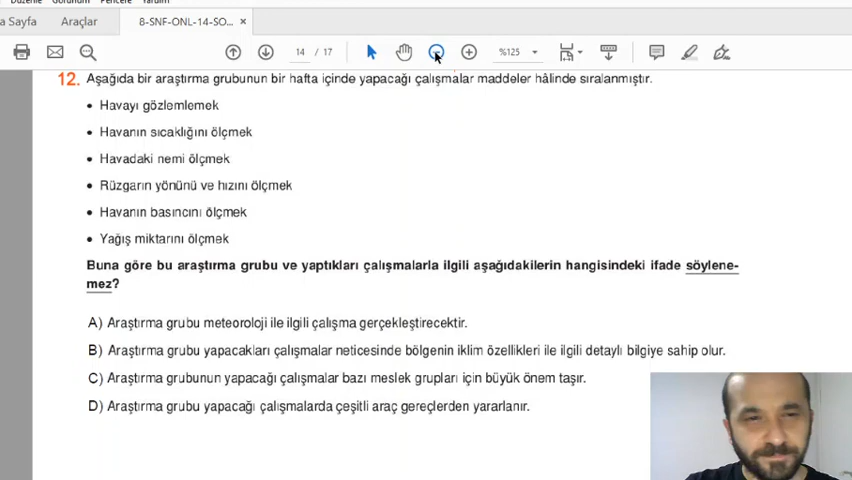 Düzenle Görünüm Pencere Yardım
a Sayfa Araçlar 8-SNF-ONL-14-SO... ×
14 / 17 %125
12. Aşağıda bir araştırma grubunun bir hafta içinde yapacağı çalışmalar maddeler hâlinde sıralanmıştır.
• Havayı gözlemlemek
• Havanın sıcaklığını ölçmek
• Havadaki nemi ölçmek
• Rüzgarın yönünü ve hızını ölçmek
• Havanın basıncını ölçmek
• Yağış miktarını ölçmek
Buna göre bu araştırma grubu ve yaptıkları çalışmalarla ilgili aşağıdakilerin hangisindeki ifade söylene-
mez?
A) Araştırma grubu meteoroloji ile ilgili çalışma gerçekleştirecektir.
B) Araştırma grubu yapacakları çalışmalar neticesinde bölgenin iklim özellikleri ile ilgili detaylı bilgiye sahip olur.
C) Araştırma grubunun yapacağı çalışmalar bazı meslek grupları için büyük önem taşır.
D) Araştırma grubu yapacağı çalışmalarda çeşitli araç gereçlerden yararlanır.